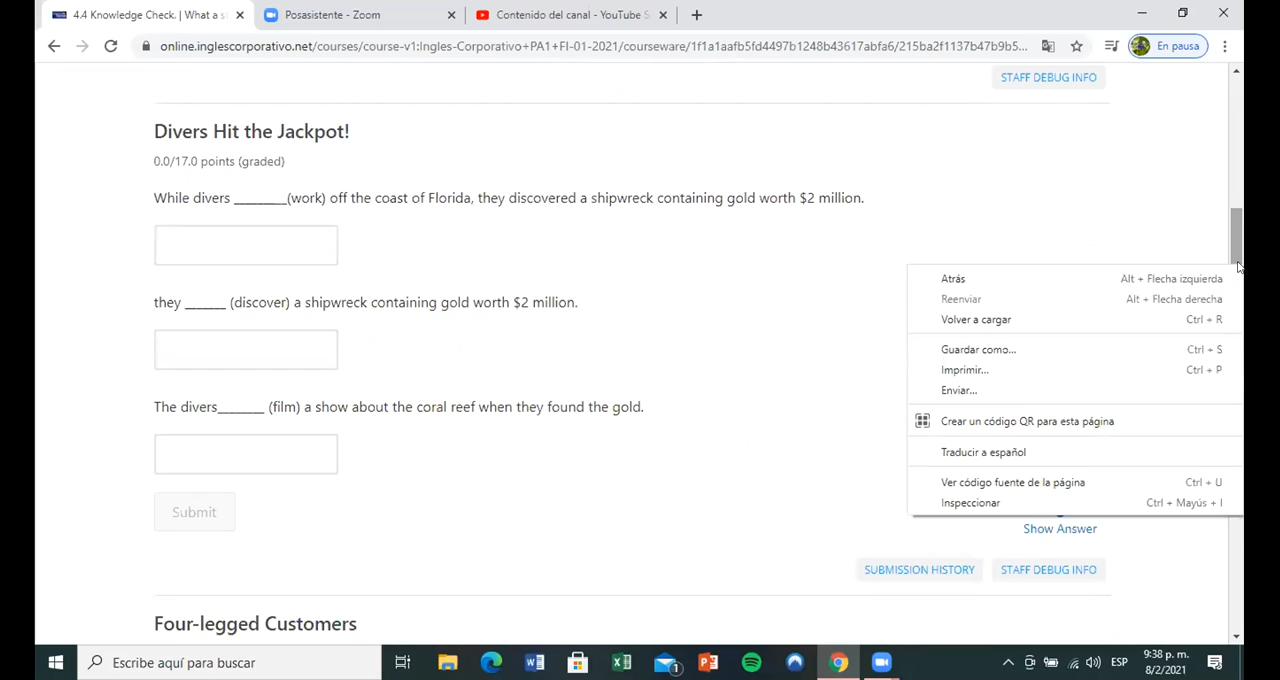 4.4 Knowledge Check. | What a s
Posasistente - Zoom
Contenido del canal - YouTube S
online.inglescorporativo.net/courses/course-v1:Ingles-Corporativo+PA1+FI-01-2021/courseware/1f1a1aafb5fd4497b1248b43617abfa6/215ba2f1137b47b9b5...
En pausa
STAFF DEBUG INFO
Divers Hit the Jackpot!
0.0/17.0 points (graded)
While divers _________(work) off the coast of Florida, they discovered a shipwreck containing gold worth $2 million.
they _______ (discover) a shipwreck containing gold worth $2 million.
The divers________ (film) a show about the coral reef when they found the gold.
Submit
Atrás Alt + Flecha izquierda
Reenviar Alt + Flecha derecha
Volver a cargar Ctrl + R
Guardar como... Ctrl + S
Imprimir... Ctrl + P
Enviar...
Crear un código QR para esta página
Traducir a español
Ver código fuente de la página Ctrl + U
Inspeccionar Ctrl + Mayús + I
Show Answer
SUBMISSION HISTORY STAFF DEBUG INFO
Four-legged Customers
Escribe aquí para buscar
1
ESP
9:38 p. m.
8/2/2021